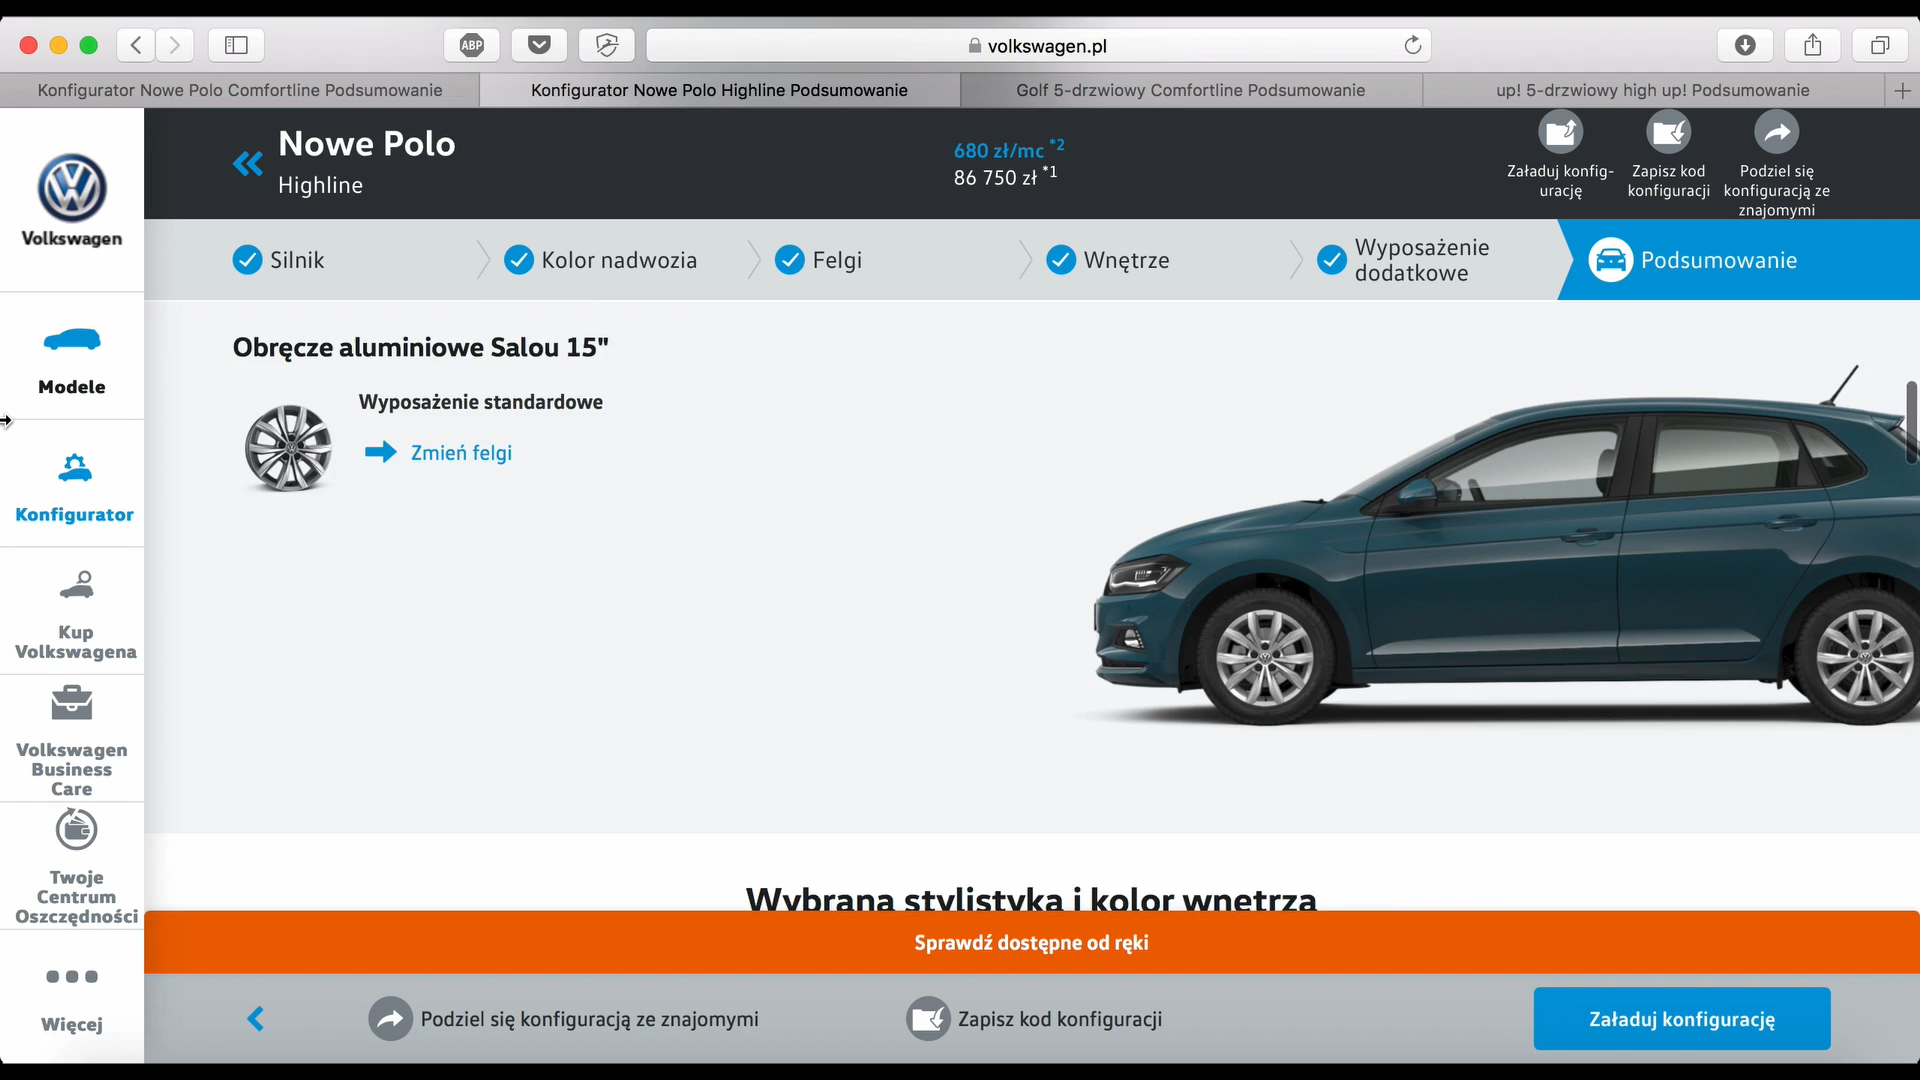 ABP
volkswagen.pl
Konfigurator Nowe Polo Comfortline Podsumowanie
Konfigurator Nowe Polo Highline Podsumowanie
Golf 5-drzwiowy Comfortline Podsumowanie
up! 5-drzwiowy high up! Podsumowanie
Volkswagen
Modele
Konfigurator
Kup
Volkswagena
Volkswagen
Business
Care
Twoje
Centrum
Oszczędności
Więcej
Nowe Polo
Highline
680 zł/mc *2
86 750 zł *1
Załaduj konfig-
urację
Zapisz kod
konfiguracji
Podziel się
konfiguracją ze
znajomymi
Silnik
Kolor nadwozia
Felgi
Wnętrze
Wyposażenie
dodatkowe
Podsumowanie
Obręcze aluminiowe Salou 15"
Wyposażenie standardowe
Zmień felgi
Wybrana stylistyka i kolor wnętrza
Sprawdź dostępne od ręki
Podziel się konfiguracją ze znajomymi
Zapisz kod konfiguracji
Załaduj konfigurację